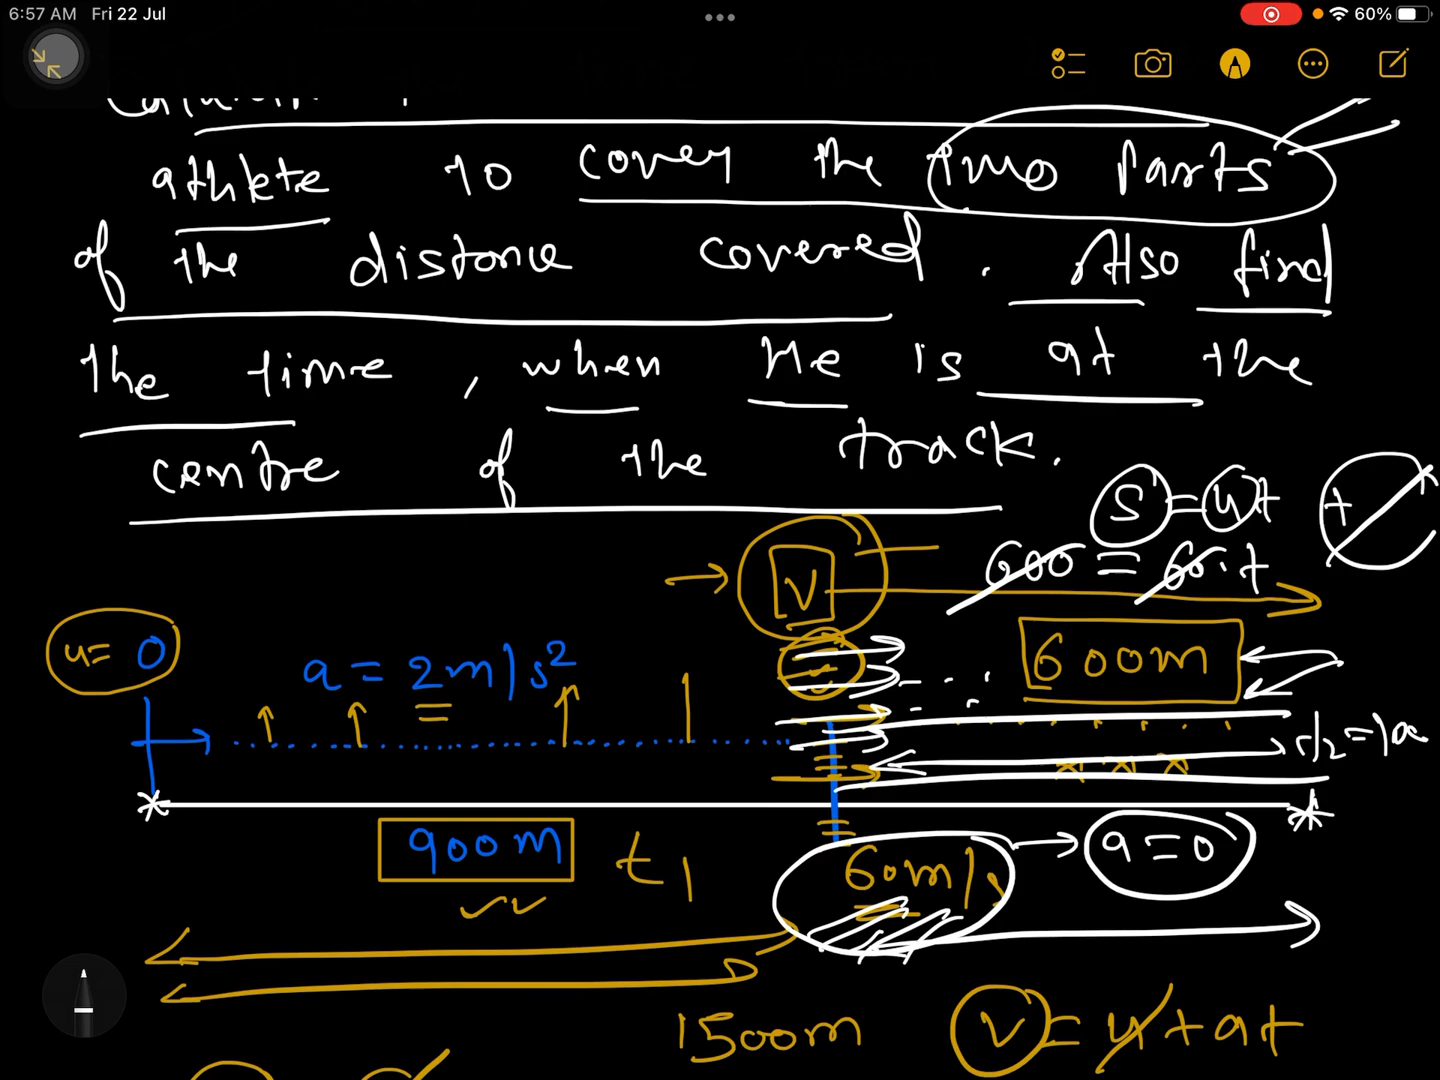 6:57 AM Fri 22 Jul
60%
athlete to cover the two Parts
of the distance covered. Also find
the time, when He is at the
centre of the track.
S = ut +
600 = 60.t
V
u = 0
a = 2m/s²
600m
t2 = 10s
900m t1
60m/s
a = 0
1500m
V = u + at